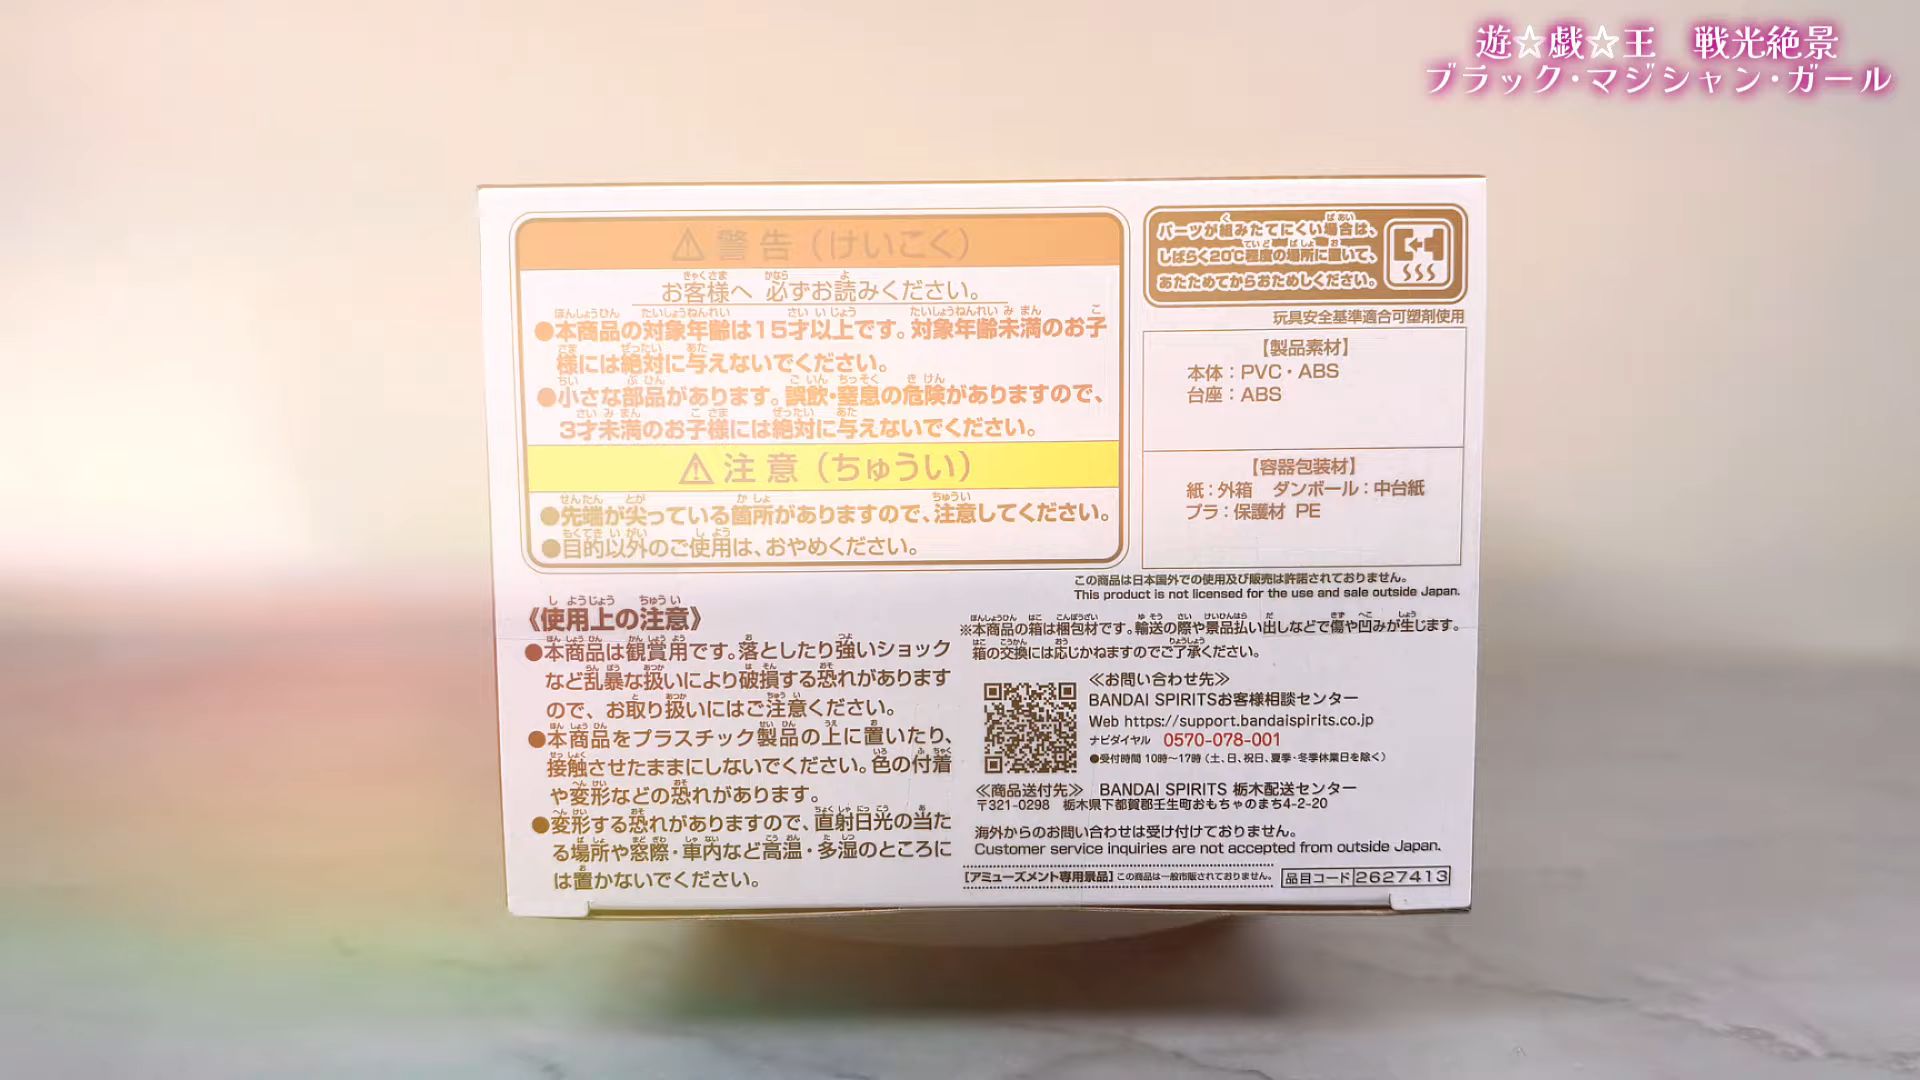 遊☆戯☆王　戦光絶景
ブラック・マジシャン・ガール
⚠ 警告（けいこく）
お客様へ 必ずお読みください。
●本商品の対象年齢は15才以上です。対象年齢未満のお子
様には絶対に与えないでください。
●小さな部品があります。誤飲・窒息の危険がありますので、
3才未満のお子様には絶対に与えないでください。
⚠ 注意（ちゅうい）
●先端が尖っている箇所がありますので、注意してください。
●目的以外のご使用は、おやめください。
パーツが組みたてにくい場合は、
しばらく20℃程度の場所に置いて、
あたためてからおためしください。
玩具安全基準適合可塑剤使用
【製品素材】
本体：PVC・ABS
台座：ABS
【容器包装材】
紙：外箱　ダンボール：中台紙
プラ：保護材 PE
この商品は日本国外での使用及び販売は許諾されておりません。
This product is not licensed for the use and sale outside Japan.
《使用上の注意》
●本商品は観賞用です。落としたり強いショック
など乱暴な扱いにより破損する恐れがあります
ので、お取り扱いにはご注意ください。
●本商品をプラスチック製品の上に置いたり、
接触させたままにしないでください。色の付着
や変形などの恐れがあります。
●変形する恐れがありますので、直射日光の当た
る場所や窓際・車内など高温・多湿のところに
は置かないでください。
※本商品の箱は梱包材です。輸送の際や景品払い出しなどで傷や凹みが生じます。
箱の交換には応じかねますのでご了承ください。
≪お問い合わせ先≫
BANDAI SPIRITSお客様相談センター
Web https://support.bandaispirits.co.jp
ナビダイヤル 0570-078-001
●受付時間 10時〜17時（土、日、祝日、夏季・冬季休業日を除く）
≪商品送付先≫ BANDAI SPIRITS 栃木配送センター
〒321-0298 栃木県下都賀郡壬生町おもちゃのまち4-2-20
海外からのお問い合わせは受け付けておりません。
Customer service inquiries are not accepted from outside Japan.
【アミューズメント専用景品】この商品は一般市販されておりません。
品目コード 2627413